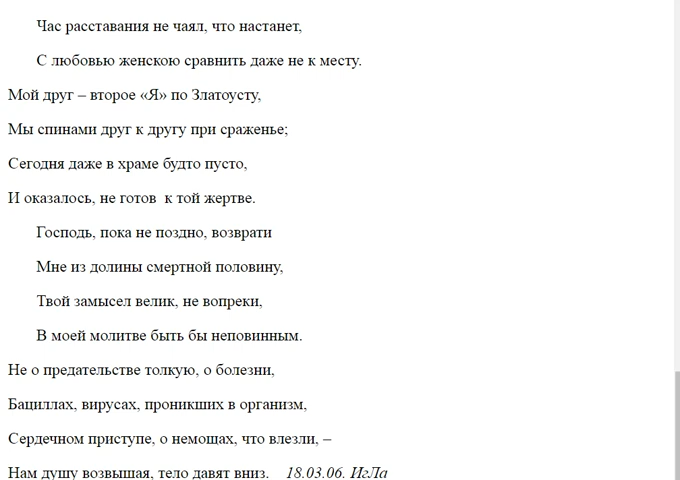 Час расставания не чаял, что настанет,
С любовью женскою сравнить даже не к месту.
Мой друг – второе «Я» по Златоусту,
Мы спинами друг к другу при сраженье;
Сегодня даже в храме будто пусто,
И оказалось, не готов  к той жертве.
Господь, пока не поздно, возврати
Мне из долины смертной половину,
Твой замысел велик, не вопреки,
В моей молитве быть бы неповинным.
Не о предательстве толкую, о болезни,
Бациллах, вирусах, проникших в организм,
Сердечном приступе, о немощах, что влезли, –
Нам душу возвышая, тело давят вниз.    18.03.06. ИгЛа